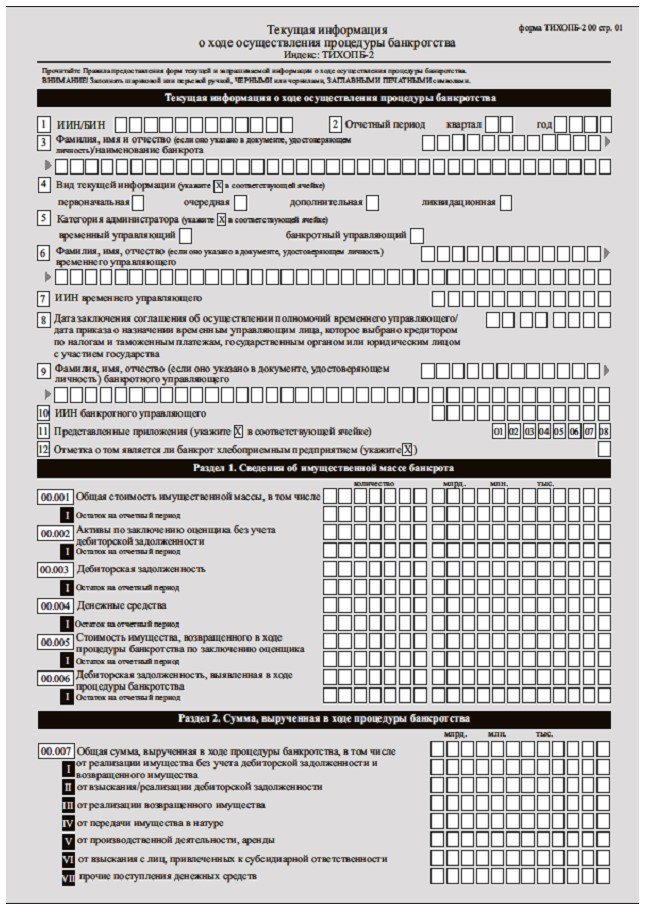 Текущая информация
о ходе осуществления процедуры банкротства
Индекс: ТИХОПБ-2
форма ТИХОПБ-2 00 стр. 01
Прочитайте Правила предоставления форм текущей и запрашиваемой информации о ходе осуществления процедуры банкротства.
ВНИМАНИЕ! Заполнять шариковой или перьевой ручкой, ЧЕРНЫМИ или чернилами, ЗАГЛАВНЫМИ ПЕЧАТНЫМИ символами.
Текущая информация о ходе осуществления процедуры банкротства
1 ИИН/БИН 2 Отчетный период квартал год
3 Фамилия, имя и отчество (если оно указано в документе, удостоверяющем
личность)/наименование банкрота
4 Вид текущей информации (укажите X в соответствующей ячейке)
первоначальная очередная дополнительная ликвидационная
5 Категория администратора (укажите X в соответствующей ячейке)
временный управляющий банкротный управляющий
6 Фамилия, имя, отчество (если оно указано в документе, удостоверяющем личность)
временнего управляющего
7 ИИН временнего управляющего
8 Дата заключения соглашения об осуществлении полномочий временного управляющего/
дата приказа о назначении временным управляющим лица, которое выбрано кредитором
по налогам и таможенным платежам, государственным органом или юридическим лицом
с участием государства
9 Фамилия, имя, отчество (если оно указано в документе, удостоверяющем
личность) банкротного управляющего
10 ИИН банкротного управляющего
11 Представленные приложения (укажите X в соответствующей ячейке) 01 02 03 04 05 06 07 08
12 Отметка о том является ли банкрот хлебоприемным предприятием (укажите X)
Раздел 1. Сведения об имущественной массе банкрота
количество млрд. млн. тыс.
00.001 Общая стоимость имущественной массы, в том числе
I Остаток на отчетный период
00.002 Активы по заключению оценщика без учета
дебиторской задолженности
I Остаток на отчетный период
00.003 Дебиторская задолженность
I Остаток на отчетный период
00.004 Денежные средства
I Остаток на отчетный период
00.005 Стоимость имущества, возвращенного в ходе
процедуры банкротства по заключению оценщика
I Остаток на отчетный период
00.006 Дебиторская задолженность, выявленная в ходе
процедуры банкротства
I Остаток на отчетный период
Раздел 2. Сумма, вырученная в ходе процедуры банкротства
млрд. млн. тыс.
00.007 Общая сумма, вырученная в ходе процедуры банкротства, в том числе
I от реализации имущества без учета дебиторской задолженности и
возвращенного имущества
II от взыскания/реализации дебиторской задолженности
III от реализации возвращенного имущества
IV от передачи имущества в натуре
V от производственной деятельности, аренды
VI от взыскания с лиц, привлеченных к субсидиарной ответственности
VII прочие поступления денежных средств